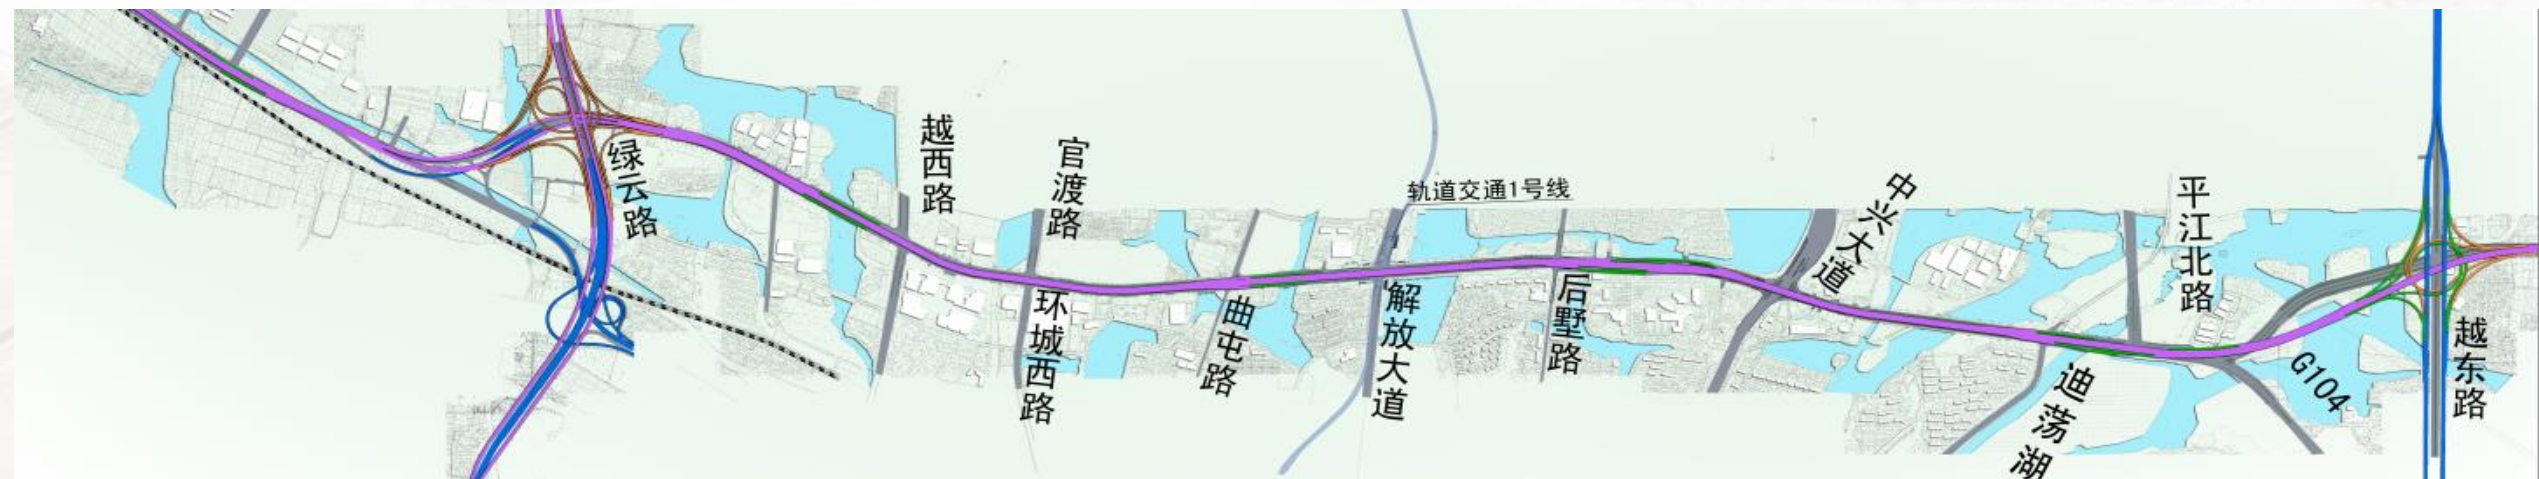 绿云路
越西路
官渡路
环城西路
曲屯路
轨道交通1号线
解放大道
后墅路
中兴大道
迪荡湖
平江北路
G104
越东路